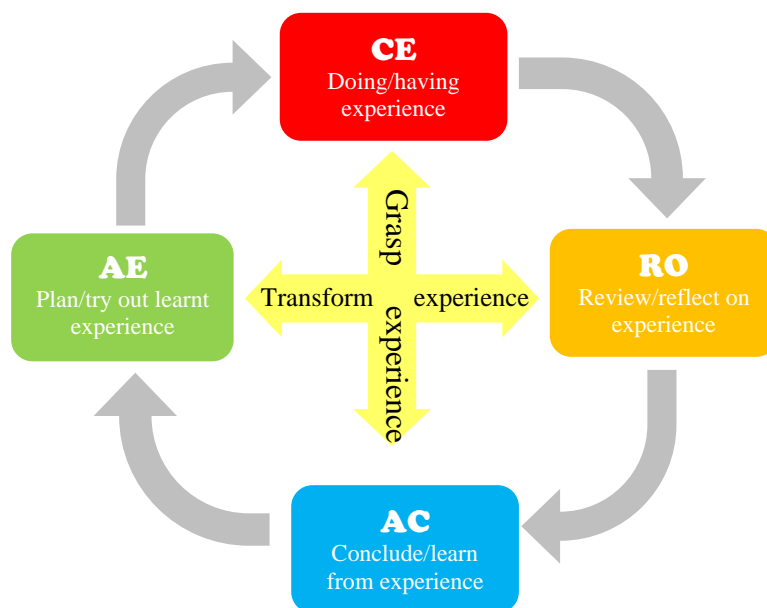 CE
Doing/having
experience
AE
Plan/try out learnt
experience
Grasp experience
Transform experience
RO
Review/reflect on
experience
AC
Conclude/learn
from experience